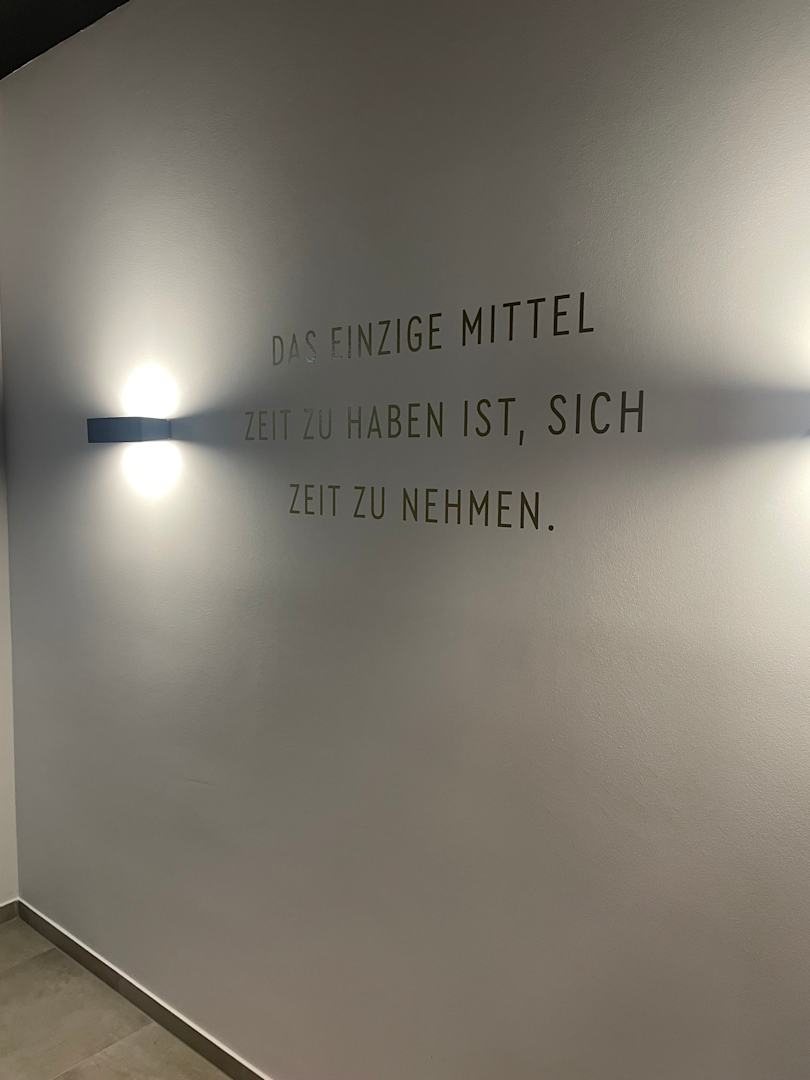 DAS EINZIGE MITTEL
ZEIT ZU HABEN IST, SICH
ZEIT ZU NEHMEN.